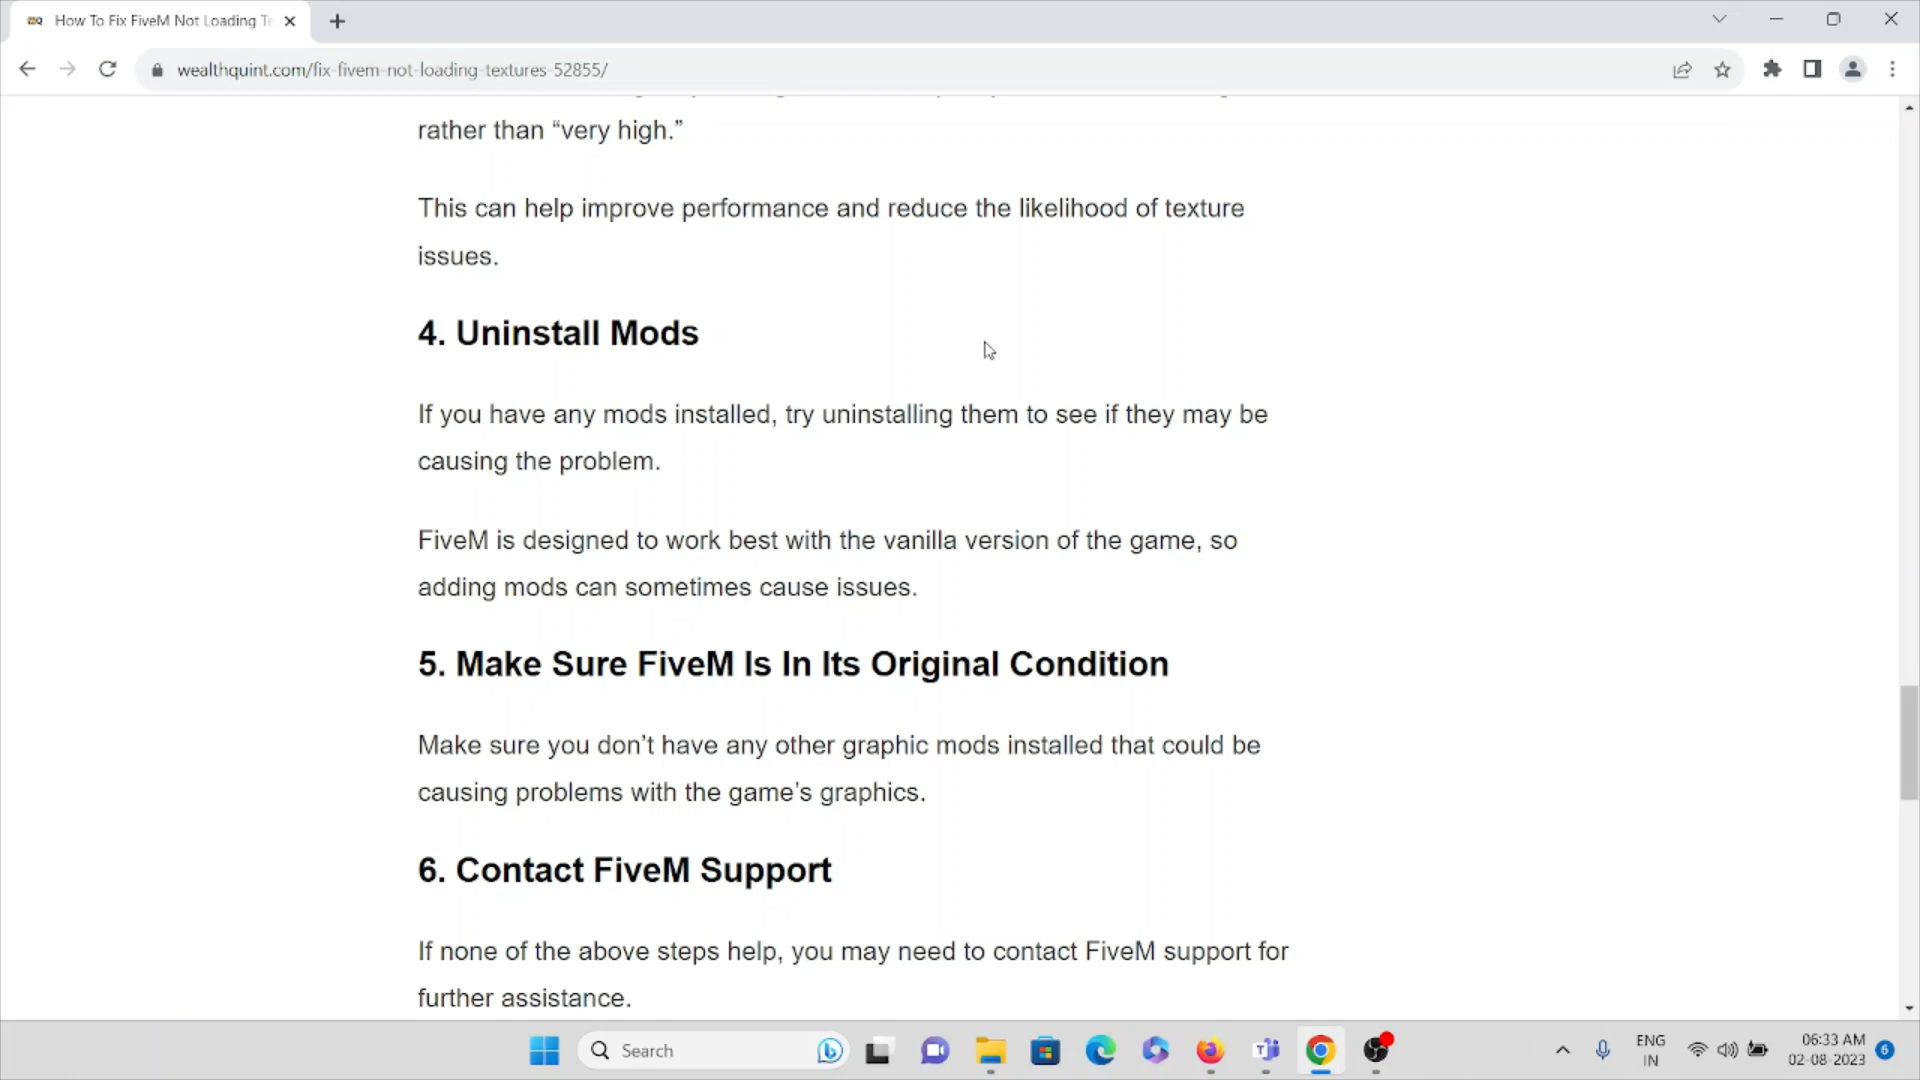 How To Fix FiveM Not Loading Te
wealthquint.com/fix-fivem-not-loading-textures-52855/
rather than “very high.”
This can help improve performance and reduce the likelihood of texture
issues.
4. Uninstall Mods
If you have any mods installed, try uninstalling them to see if they may be
causing the problem.
FiveM is designed to work best with the vanilla version of the game, so
adding mods can sometimes cause issues.
5. Make Sure FiveM Is In Its Original Condition
Make sure you don’t have any other graphic mods installed that could be
causing problems with the game’s graphics.
6. Contact FiveM Support
If none of the above steps help, you may need to contact FiveM support for
further assistance.
Search
ENG
IN
06:33 AM
02-08-2023
6